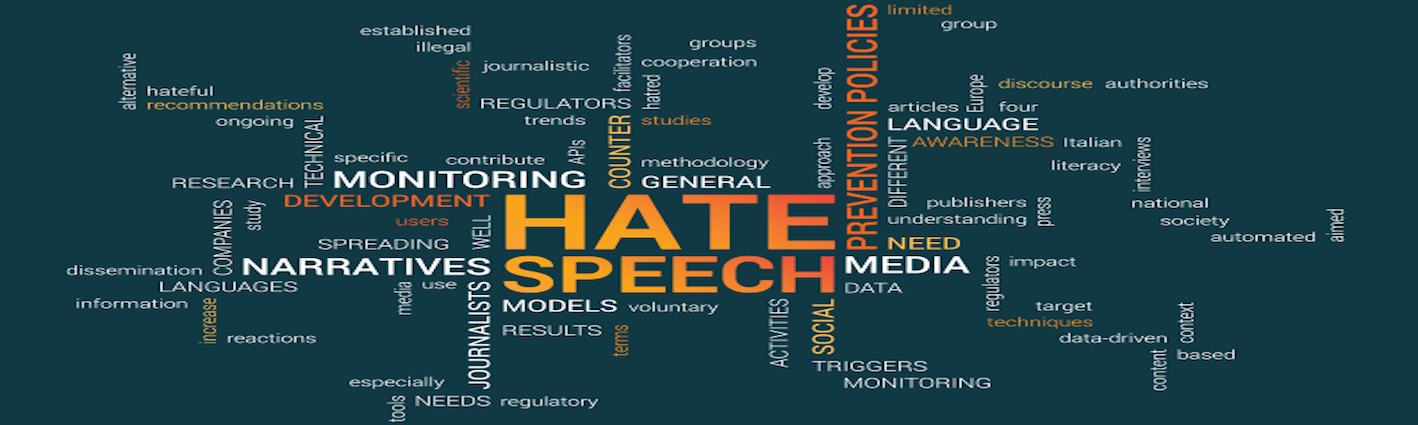 limited
group
established
illegal
groups
facilitators
cooperation
PREVENTION POLICIES
alternative
hateful
recommendations
ongoing
scientific
journalistic
REGULATORS
trends
hatred
studies
develop
Europe
discourse
authorities
articles
four
LANGUAGE
AWARENESS
Italian
literacy
interviews
TECHNICAL
specific
contribute
APIs
COUNTER
methodology
approach
DIFFERENT
RESEARCH
MONITORING
GENERAL
DEVELOPMENT
HATE
publishers
press
national
understanding
society
COMPANIES
study
users
WELL
SPREADING
NEED
automated
aimed
dissemination
NARRATIVES
SPEECH
MEDIA
regulators
impact
LANGUAGES
media
use
DATA
information
increase
reactions
JOURNALISTS
MODELS
voluntary
RESULTS
terms
ACTIVITIES
SOCIAL
target
techniques
data-driven
context
content
based
TRIGGERS
MONITORING
especially
tools
NEEDS
regulatory